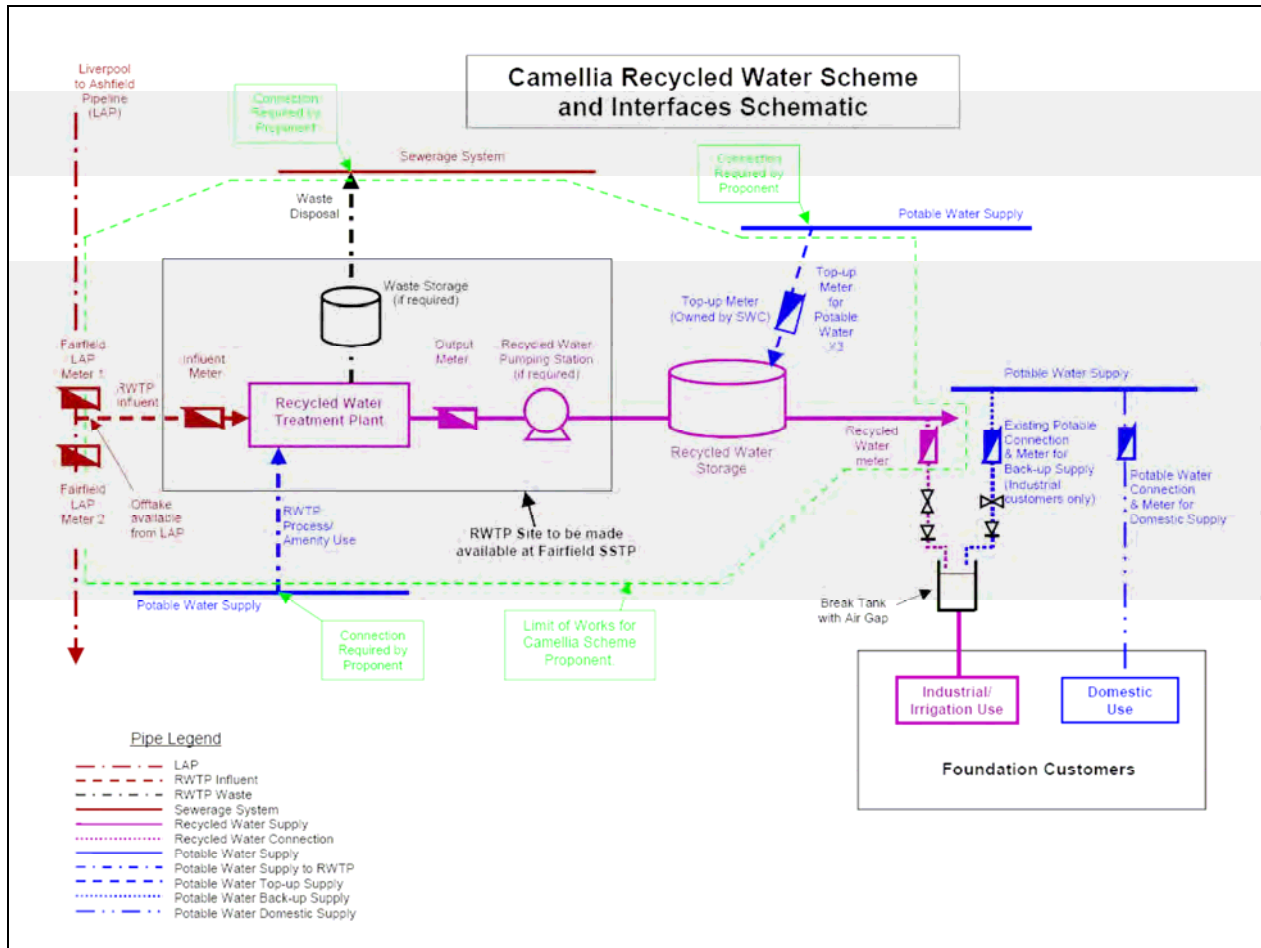 Camellia Recycled Water Scheme
and Interfaces Schematic
Liverpool
to Ashfield
Pipeline
(LAP)
Connection
Required by
Proponent
Sewerage System
Connection
Required by
Proponent
Waste
Disposal
Potable Water Supply
Waste Storage
(if required)
Top-up Meter
(Owned by SWC)
Top-up
Meter
for
Potable
Water
X3
Fairfield
LAP
Meter 1
RWTP
Influent
Influent
Meter
Output
Meter
Recycled Water
Pumping Station
(if required)
Recycled Water
Treatment Plant
Recycled Water
Storage
Potable Water Supply
Recycled
Water
meter
Existing Potable
Connection
& Meter for
Back-up Supply
(Industrial
customers only)
Potable Water
Connection
& Meter for
Domestic Supply
Fairfield
LAP
Meter 2
Offtake
available
from LAP
RWTP
Process/
Amenity Use
RWTP Site to be made
available at Fairfield SSTP
Potable Water Supply
Connection
Required by
Proponent
Limit of Works for
Camellia Scheme
Proponent.
Break Tank
with Air Gap
Industrial/
Irrigation Use
Domestic
Use
Foundation Customers
Pipe Legend
LAP
RWTP Influent
RWTP Waste
Sewerage System
Recycled Water Supply
Recycled Water Connection
Potable Water Supply
Potable Water Supply to RWTP
Potable Water Top-up Supply
Potable Water Back-up Supply
Potable Water Domestic Supply